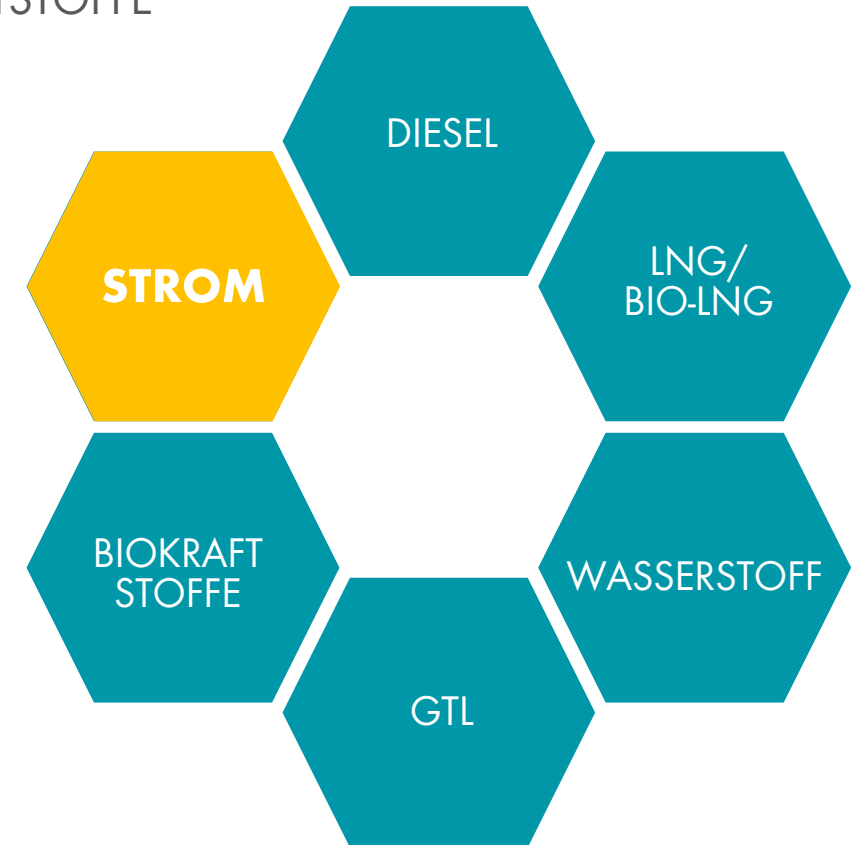 DIESEL
STROM
LNG/
BIO-LNG
BIOKRAFT
STOFFE
WASSERSTOFF
GTL